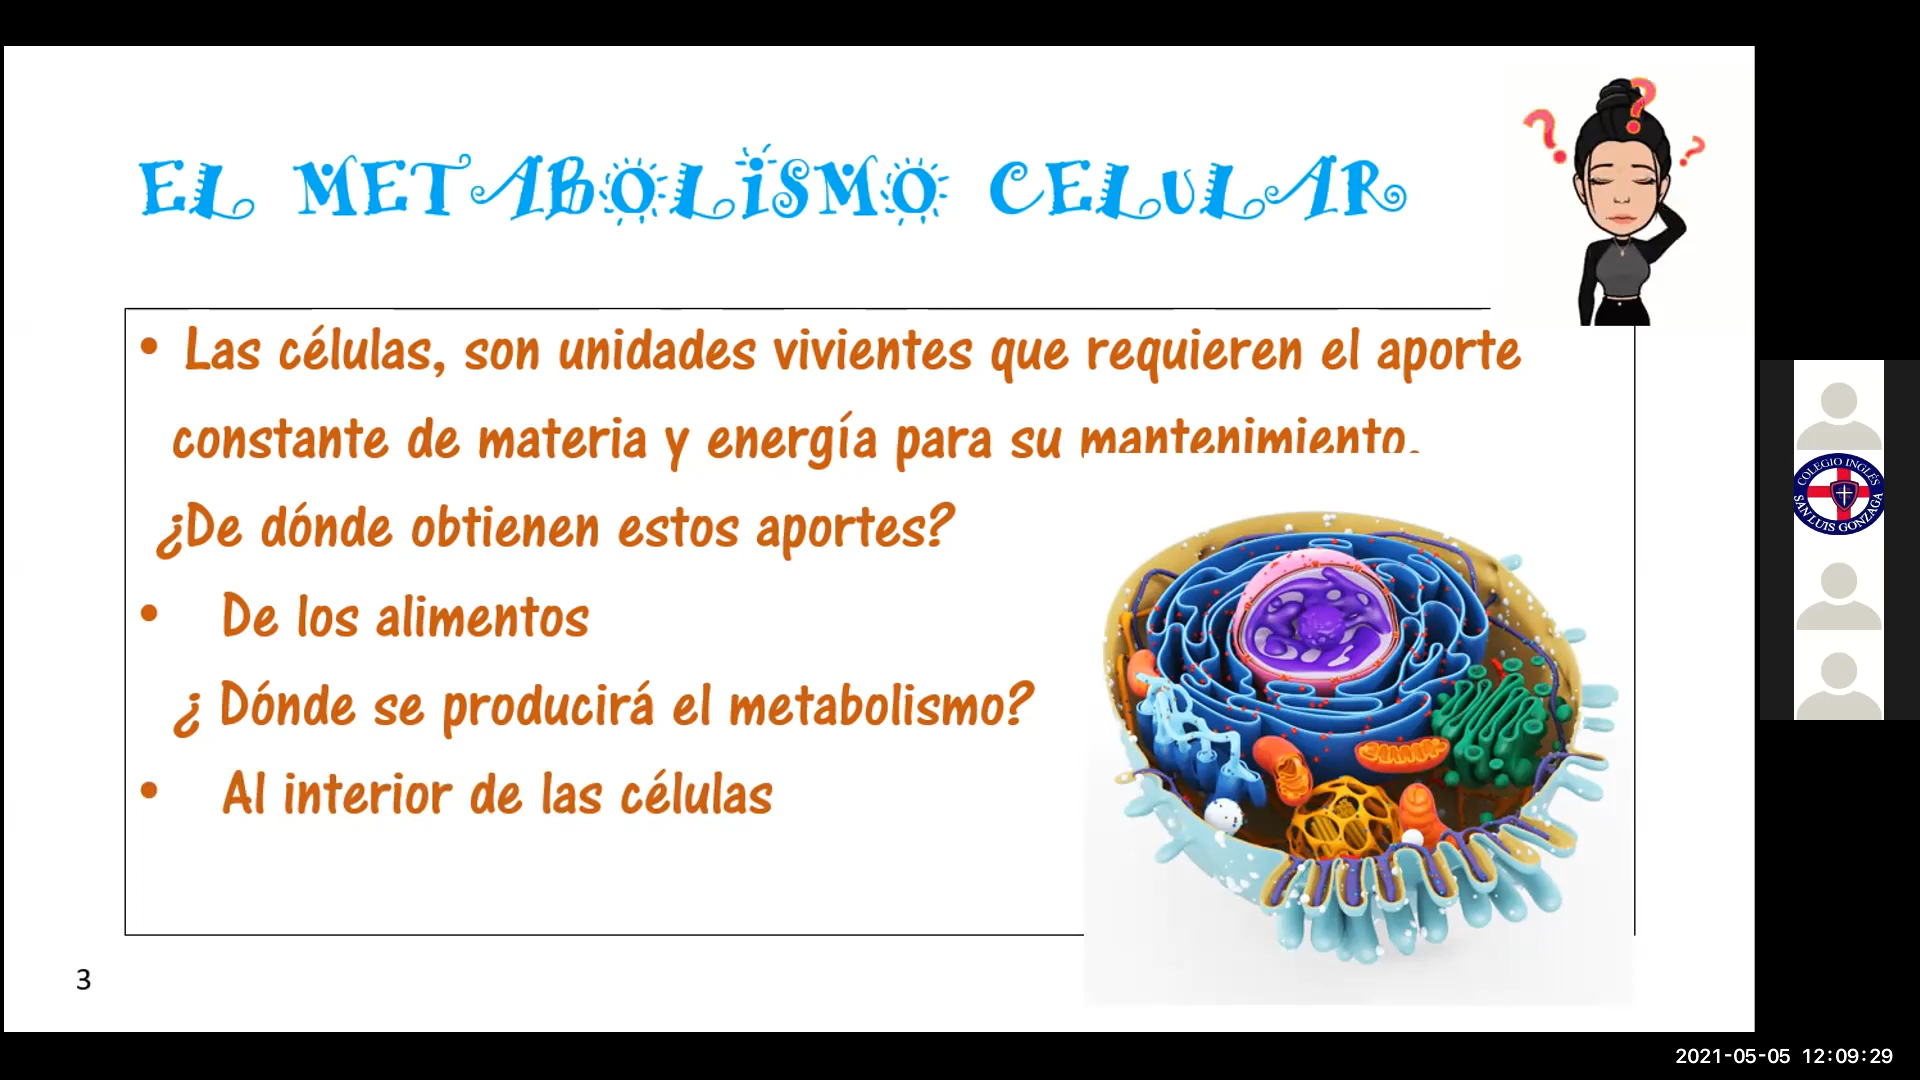 EL METABOLISMO CELULAR
• Las células, son unidades vivientes que requieren el aporte
constante de materia y energía para su mantenimiento.
¿De dónde obtienen estos aportes?
• De los alimentos
¿ Dónde se producirá el metabolismo?
• Al interior de las células
3
COLEGIO INGLÉS
SAN LUIS GONZAGA
2021-05-05 12:09:29